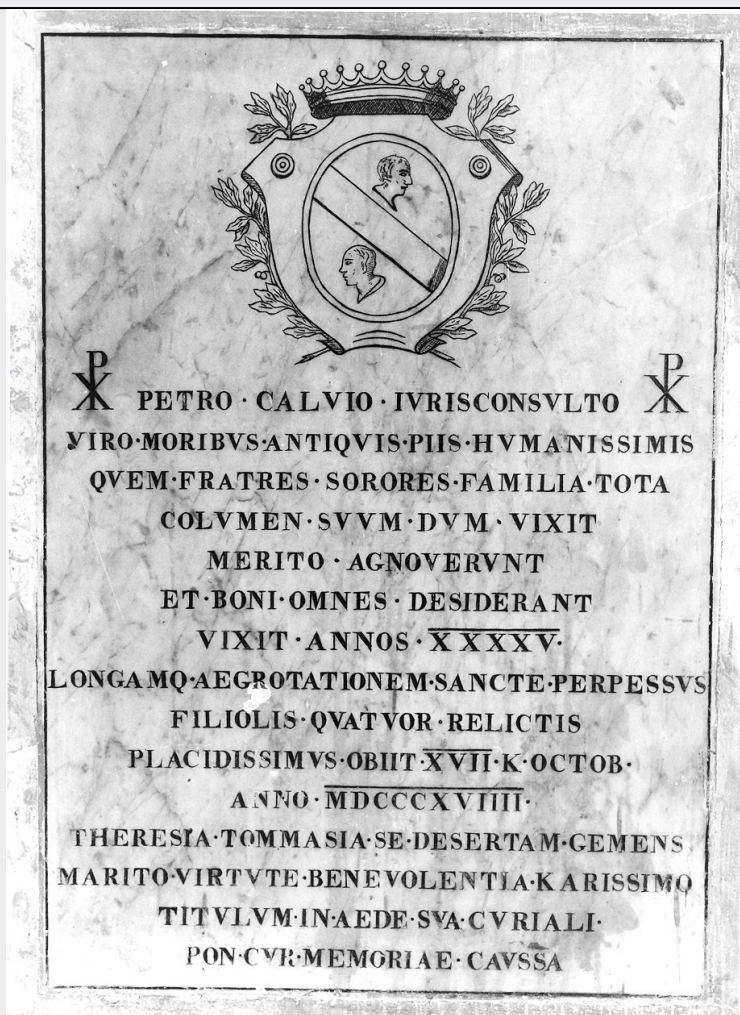 PETRO · CALVIO · IVRISCONSVLTO
VIRO·MORIBVS·ANTIQVIS·PIIS·HVMANISSIMIS
QVEM·FRATRES·SORORES·FAMILIA·TOTA
COLVMEN·SVVM·DVM·VIXIT
MERITO·AGNOVERVNT
ET·BONI·OMNES·DESIDERANT
VIXIT·ANNOS·XXXXV·
LONGAMQ·AEGROTATIONEM·SANCTE·PERPESSVS
FILIOLIS·QVATVOR·RELICTIS
PLACIDISSIMVS·OBIIT·XVII·K·OCTOB·
ANNO·MDCCCXVIIII·
THERESIA·TOMMASIA·SE·DESERTAM·GEMENS
MARITO·VIRTVTE·BENEVOLENTIA·KARISSIMO
TITVLVM·IN·AEDE·SVA·CVRIALI·
PON·CVR·MEMORIAE·CAVSSA